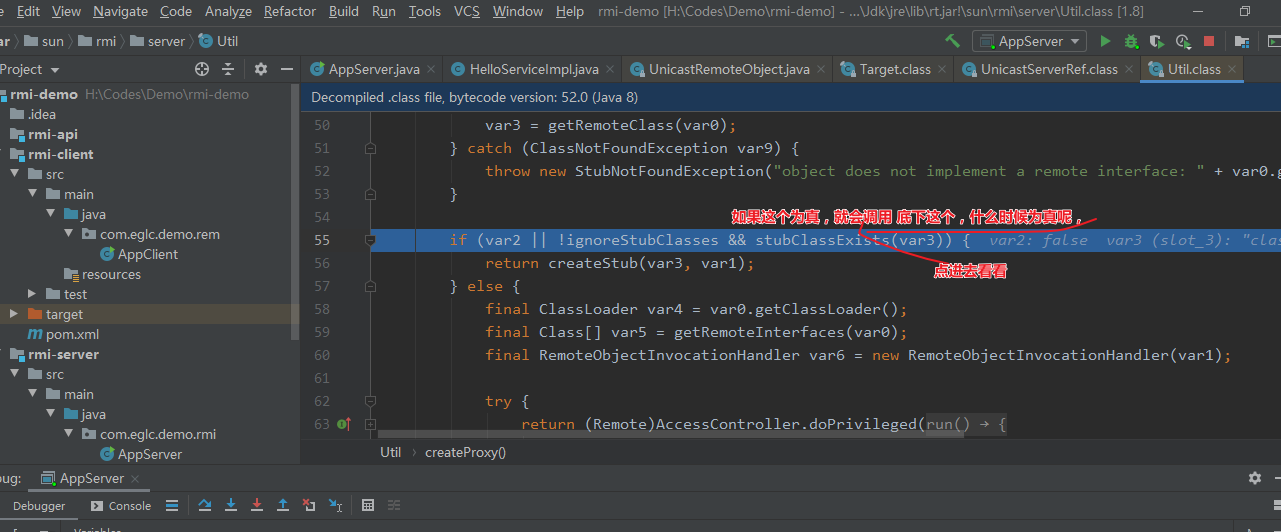 e Edit View Navigate Code Analyze Refactor Build Run Tools VCS Window Help rmi-demo [H:\Codes\Demo\rmi-demo] - ...\Jdk\jre\lib\rt.jar!\sun\rmi\server\Util.class [1.8]
ar sun rmi server Util AppServer
Project AppServer.java HelloServiceImpl.java UnicastRemoteObject.java Target.class UnicastServerRef.class Util.class
rmi-demo H:\Codes\Demo\rmi-demo
.idea
rmi-api
rmi-client
src
main
java
com.eglc.demo.rem
AppClient
resources
test
target
pom.xml
rmi-server
src
main
java
com.eglc.demo.rmi
AppServer
Decompiled .class file, bytecode version: 52.0 (Java 8)
50 var3 = getRemoteClass(var0);
51 } catch (ClassNotFoundException var9) {
52 throw new StubNotFoundException("object does not implement a remote interface: " + var0.g
53 }
54
如果这个为真，就会调用 底下这个，什么时候为真呢，
55 if (var2 || !ignoreStubClasses && stubClassExists(var3)) { var2: false var3 (slot_3): "clas
56 return createStub(var3, var1);
点进去看看
57 } else {
58 final ClassLoader var4 = var0.getClassLoader();
59 final Class[] var5 = getRemoteInterfaces(var0);
60 final RemoteObjectInvocationHandler var6 = new RemoteObjectInvocationHandler(var1);
61
62 try {
63 return (Remote)AccessController.doPrivileged(run() → {
Util › createProxy()
bug: AppServer
Debugger Console
Variables